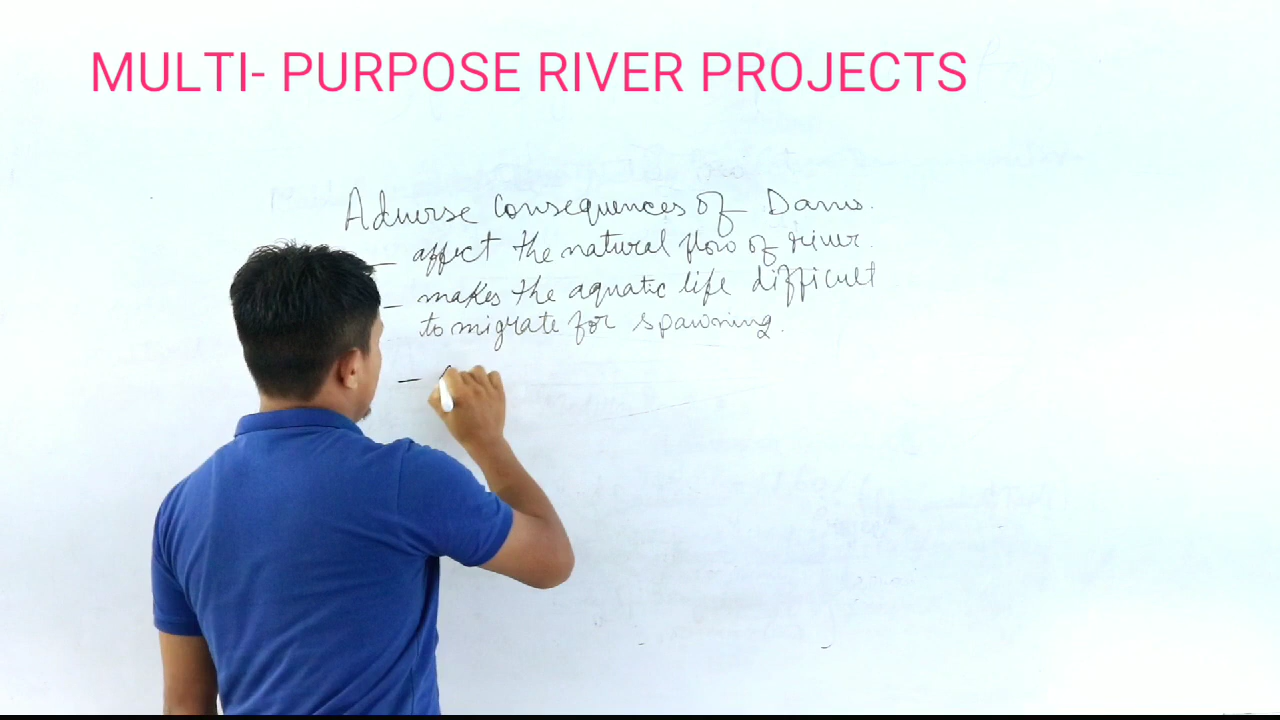 MULTI- PURPOSE RIVER PROJECTS
Adverse Consequences of Dams.
— affect the natural flow of river.
— makes the aquatic life difficult
to migrate for spawning.
—